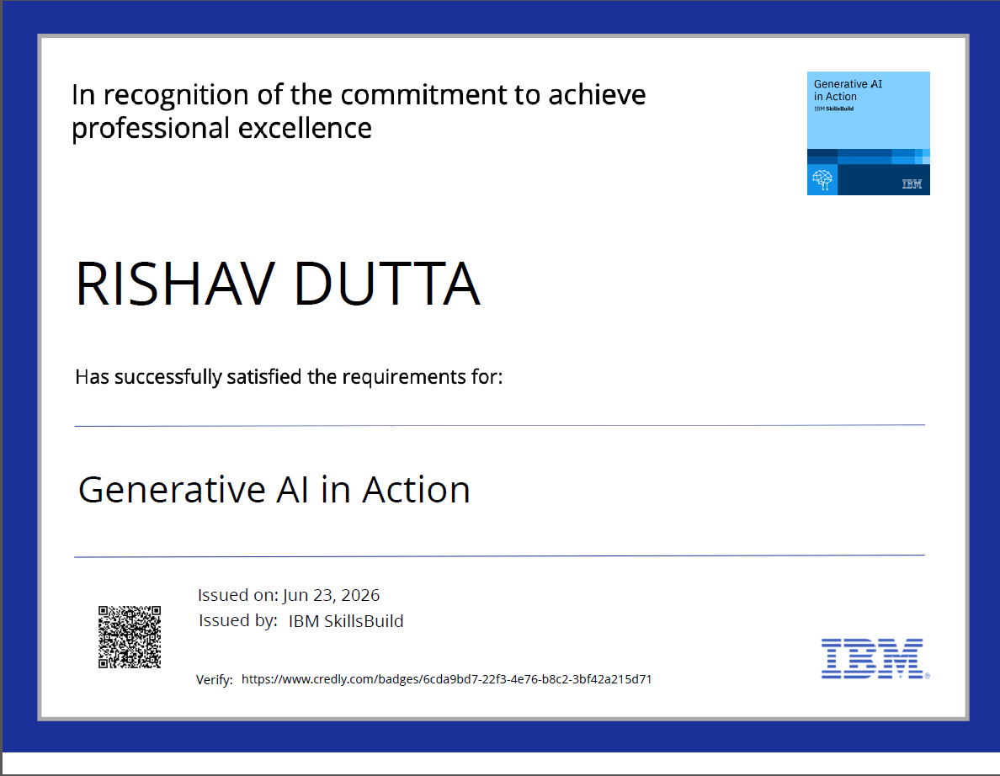 In recognition of the commitment to achieve
professional excellence
Generative AI
in Action
IBM SkillsBuild
IBM
RISHAV DUTTA
Has successfully satisfied the requirements for:
Generative AI in Action
Issued on: Jun 23, 2026
Issued by: IBM SkillsBuild
Verify: https://www.credly.com/badges/6cda9bd7-22f3-4e76-b8c2-3bf42a215d71
IBM®